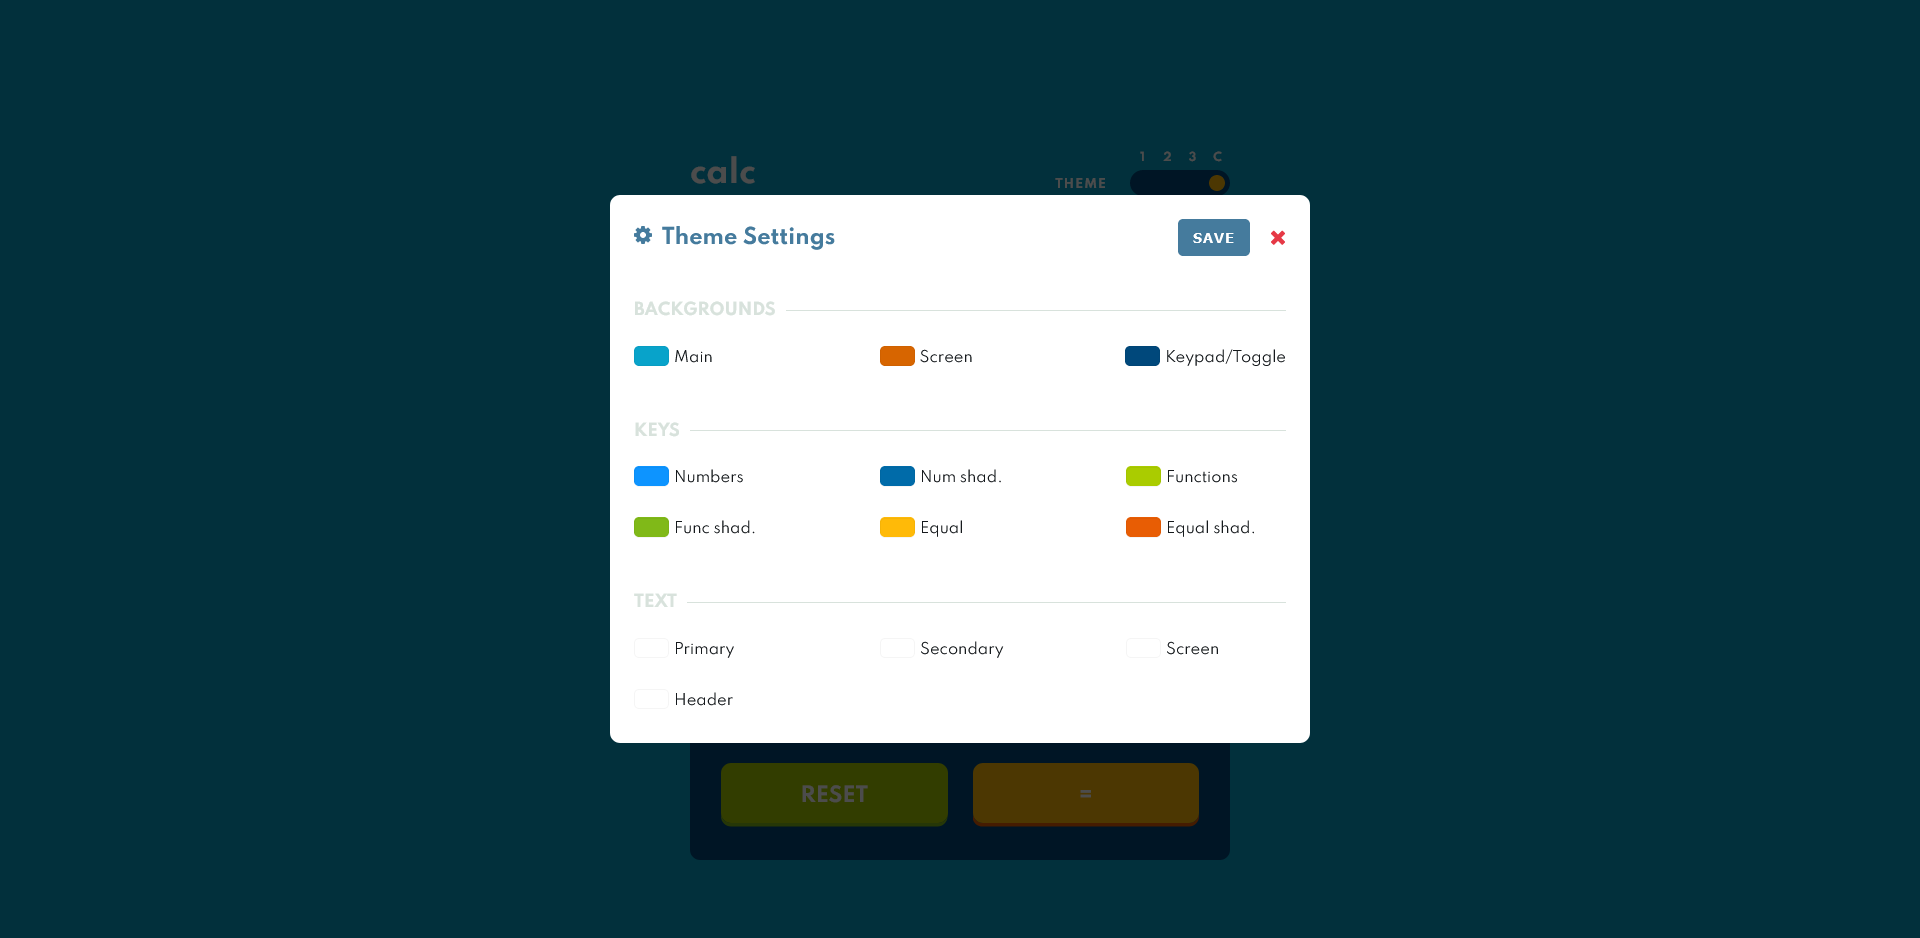 1 2 3 C
calc
THEME
Theme Settings
SAVE
BACKGROUNDS
Main
Screen
Keypad/Toggle
KEYS
Numbers
Num shad.
Functions
Func shad.
Equal
Equal shad.
TEXT
Primary
Secondary
Screen
Header
RESET
=